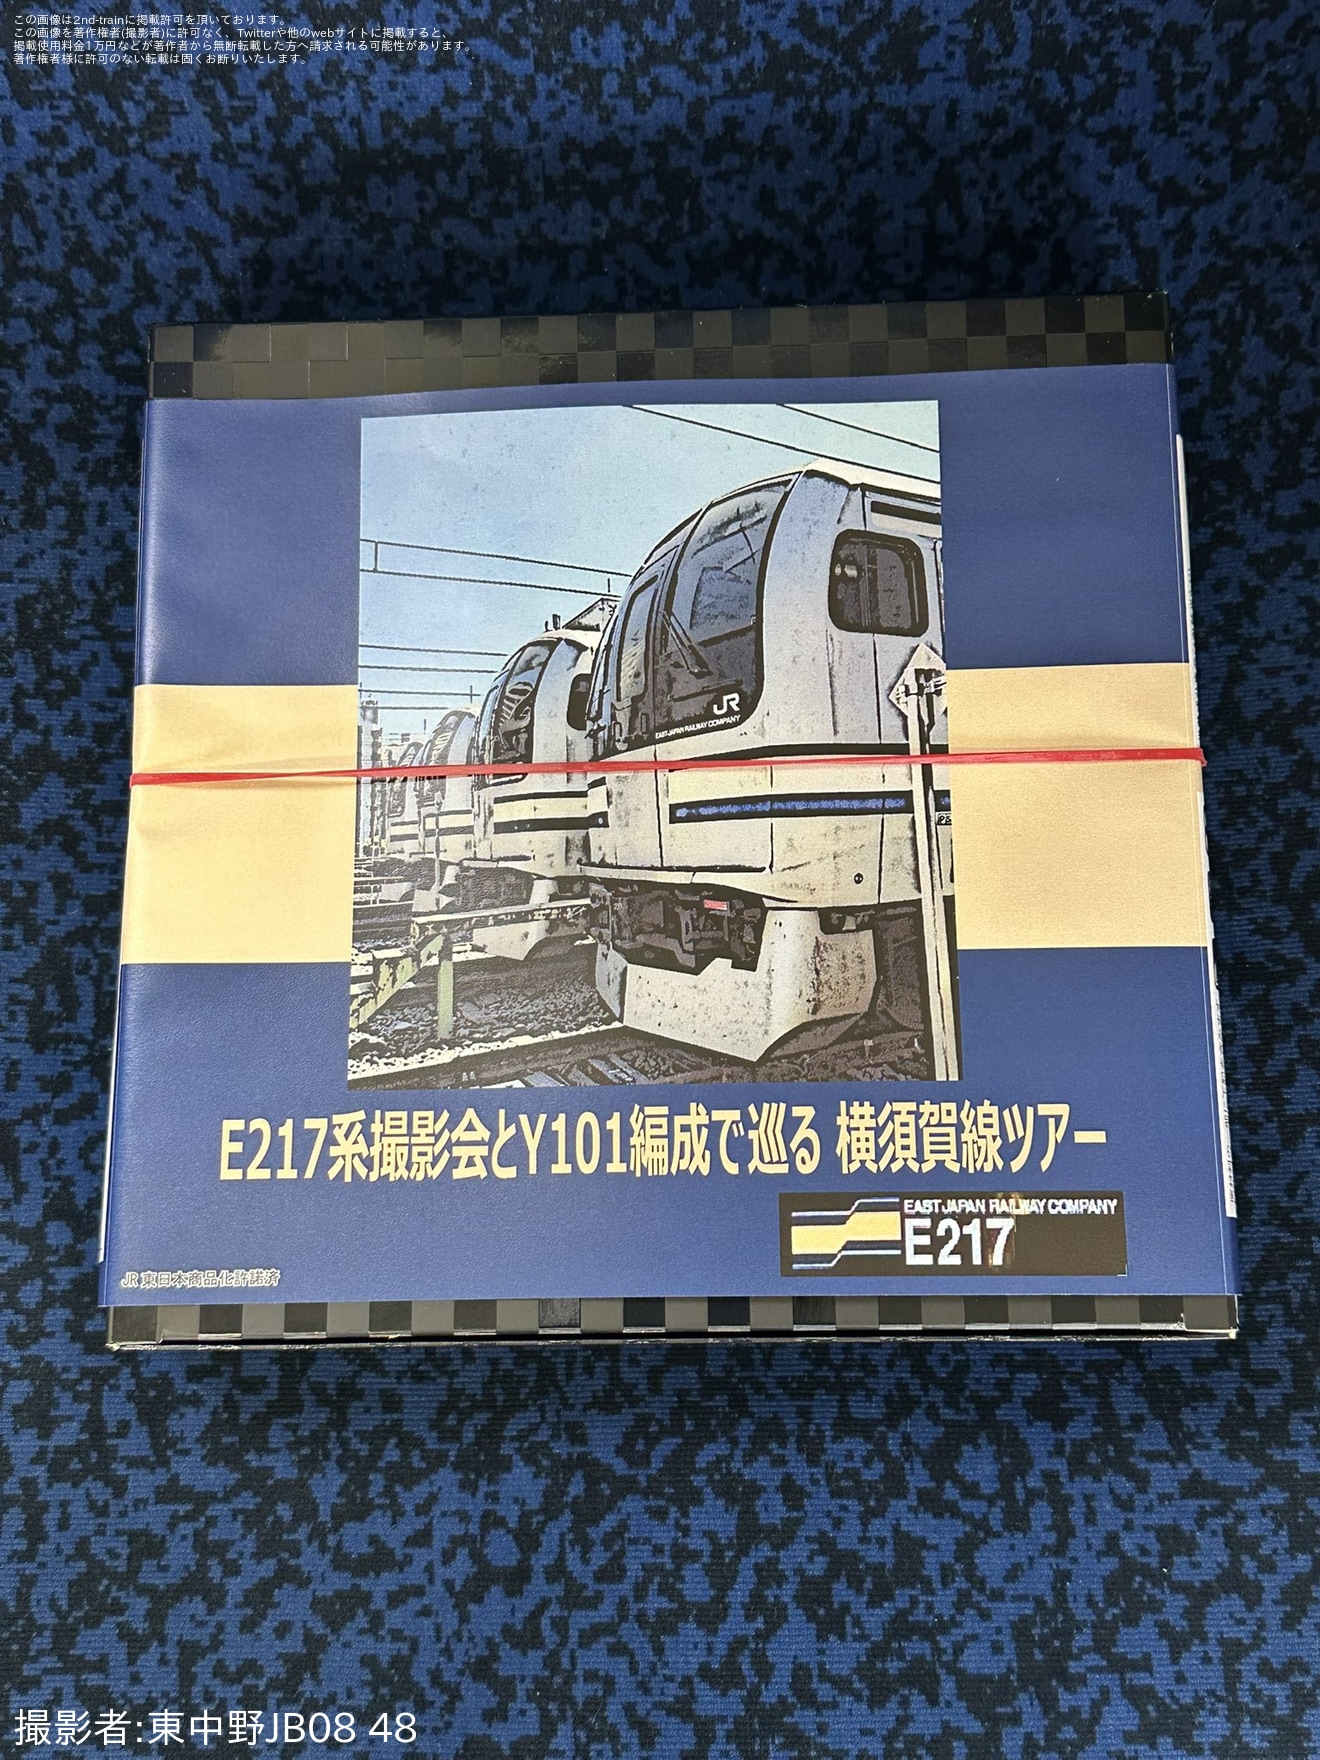 この画像は2nd-trainに掲載許可を頂いております。
この画像を著作権者(撮影者)に許可なく、Twitterや他のwebサイトに掲載すると、
掲載使用料金1万円などが著作者から無断転載した方へ請求される可能性があります。
著作権者様に許可のない転載は固くお断りいたします。
JR
EAST JAPAN RAILWAY COMPANY
E217系撮影会とY101編成で巡る 横須賀線ツアー
EAST JAPAN RAILWAY COMPANY
E217
JR 東日本商品化許諾済
撮影者:東中野JB08 48